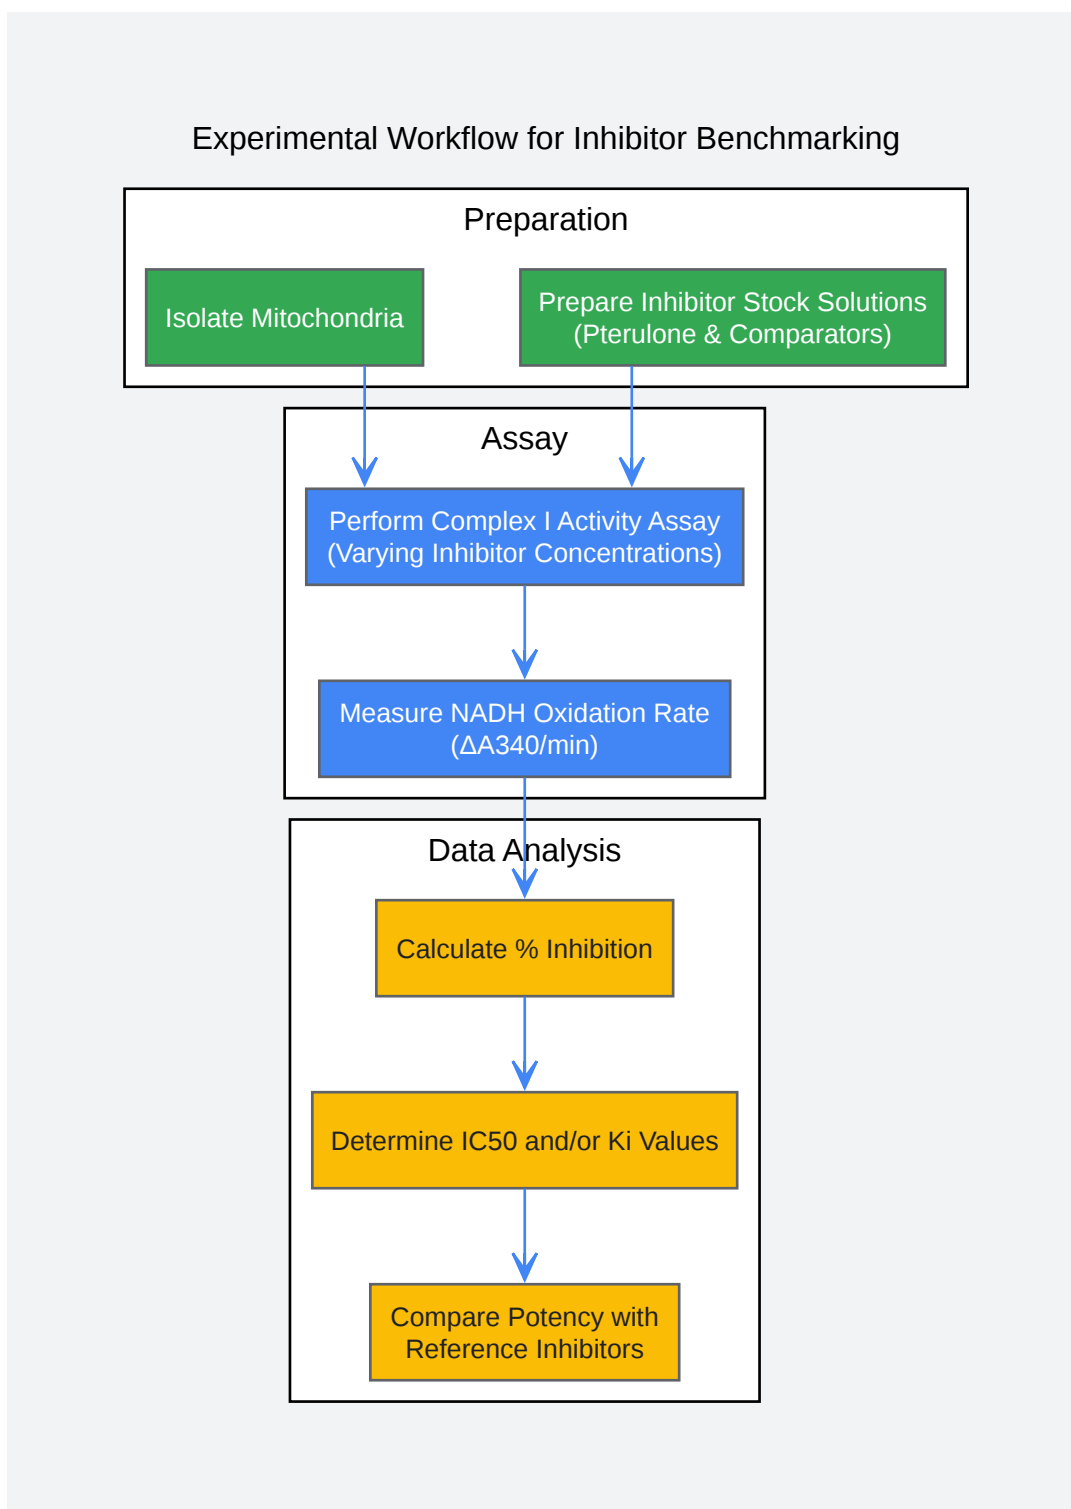 Experimental Workflow for Inhibitor Benchmarking
Preparation
Isolate Mitochondria
Prepare Inhibitor Stock Solutions
(Pterulone & Comparators)
Assay
Perform Complex I Activity Assay
(Varying Inhibitor Concentrations)
Measure NADH Oxidation Rate
(ΔA340/min)
Data Analysis
Calculate % Inhibition
Determine IC50 and/or Ki Values
Compare Potency with
Reference Inhibitors